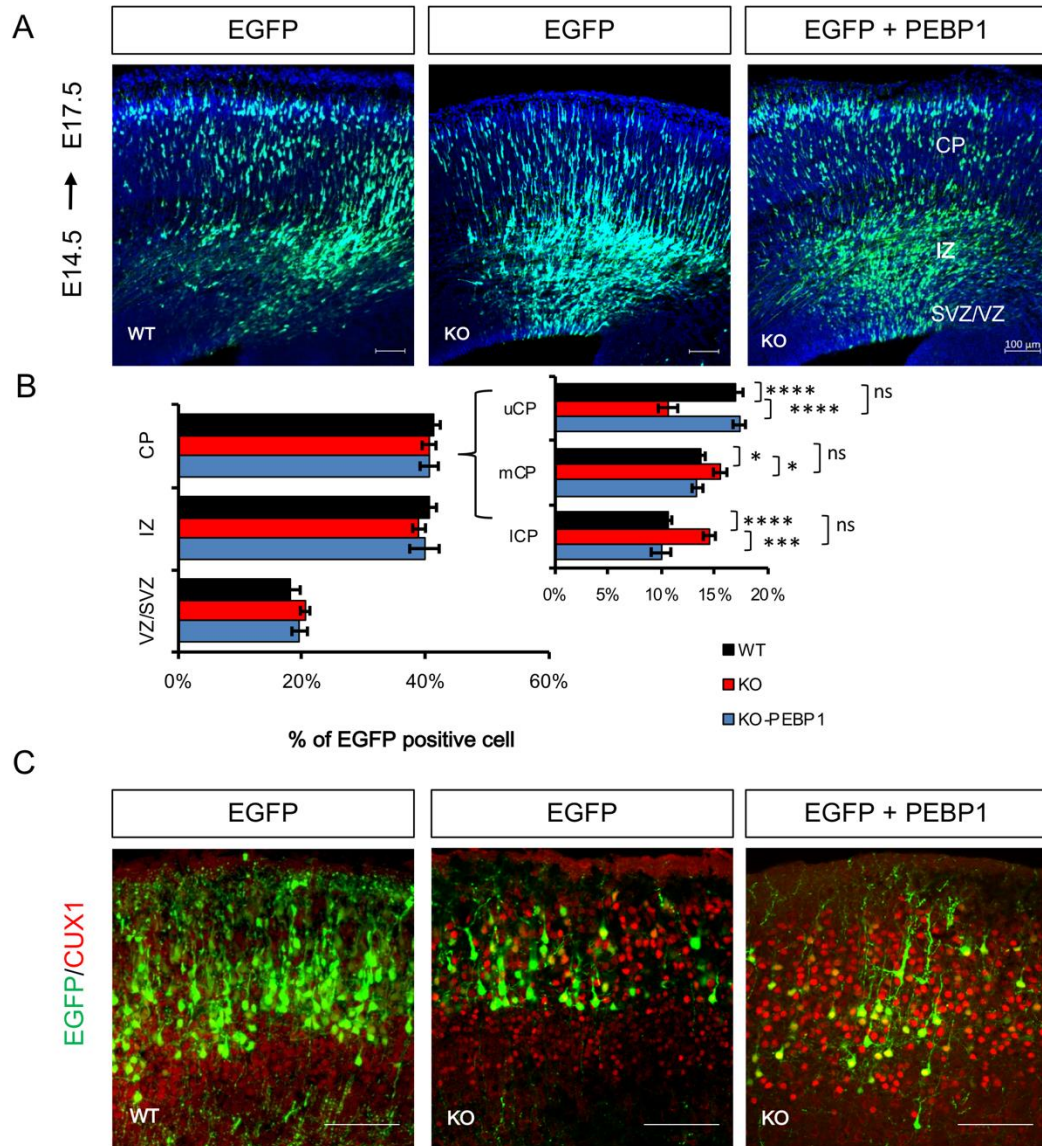 A
EGFP
EGFP
EGFP + PEBP1
E14.5 → E17.5
WT
KO
KO
CP
IZ
SVZ/VZ
100 µm
B
CP
IZ
VZ/SVZ
0%
20%
40%
60%
% of EGFP positive cell
uCP
mCP
lCP
****
****
ns
*
*
ns
****
***
ns
0%
5%
10%
15%
20%
WT
KO
KO-PEBP1
C
EGFP
EGFP
EGFP + PEBP1
EGFP/CUX1
WT
KO
KO